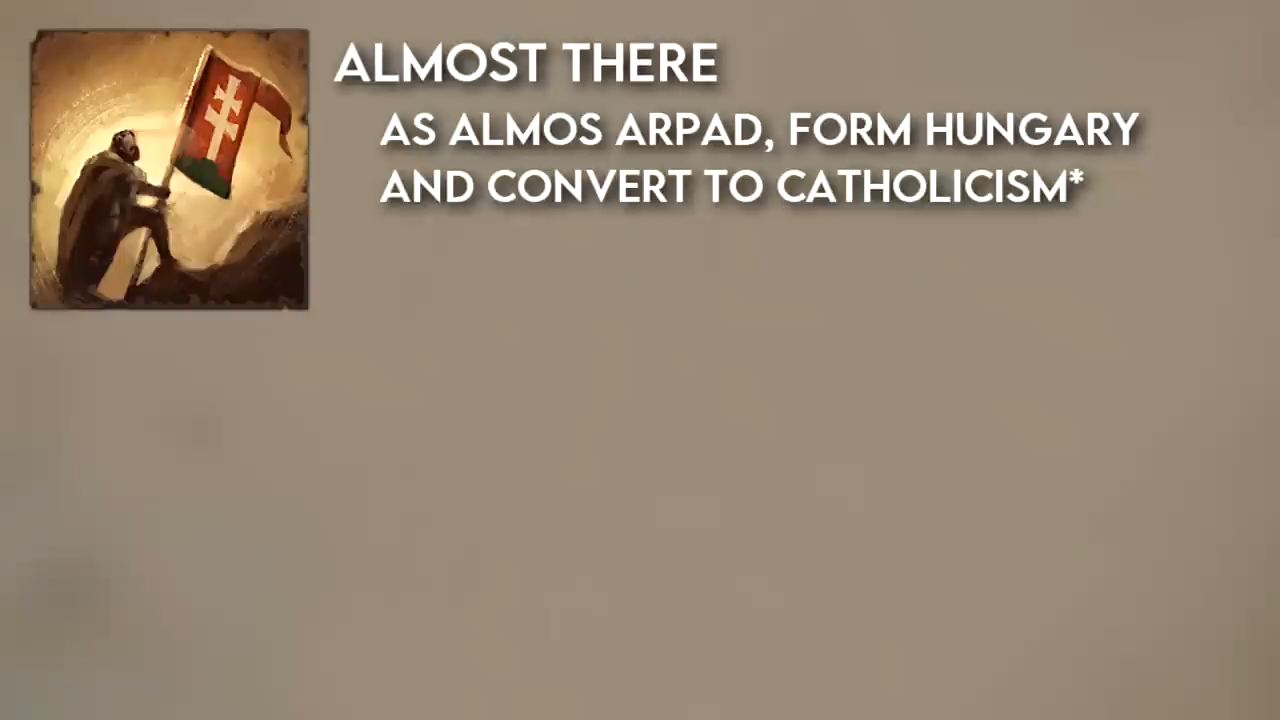 ALMOST THERE
AS ALMOS ARPAD, FORM HUNGARY
AND CONVERT TO CATHOLICISM*